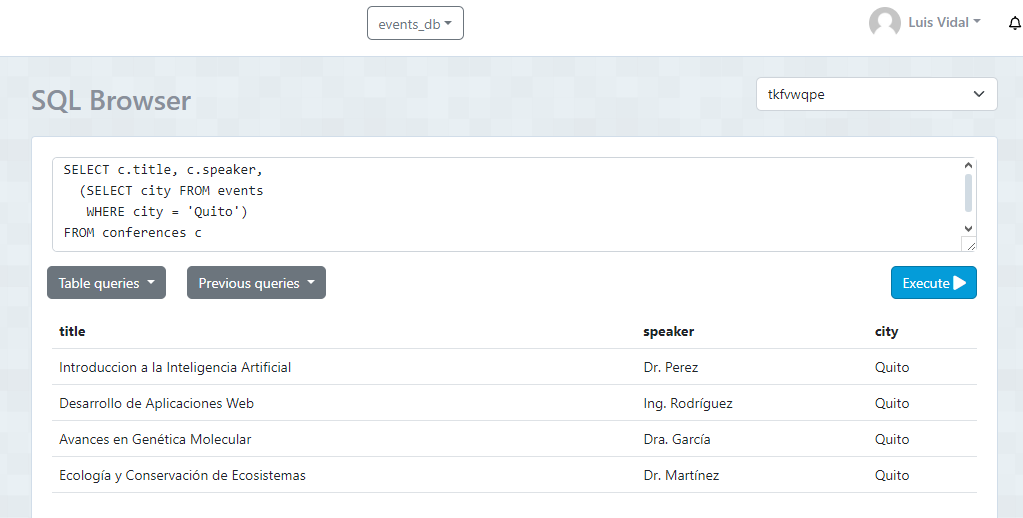 events_db
Luis Vidal
SQL Browser
tkfvwqpe
SELECT c.title, c.speaker,
(SELECT city FROM events
WHERE city = 'Quito')
FROM conferences c
Table queries
Previous queries
Execute
title speaker city
Introduccion a la Inteligencia Artificial Dr. Perez Quito
Desarrollo de Aplicaciones Web Ing. Rodríguez Quito
Avances en Genética Molecular Dra. García Quito
Ecología y Conservación de Ecosistemas Dr. Martínez Quito